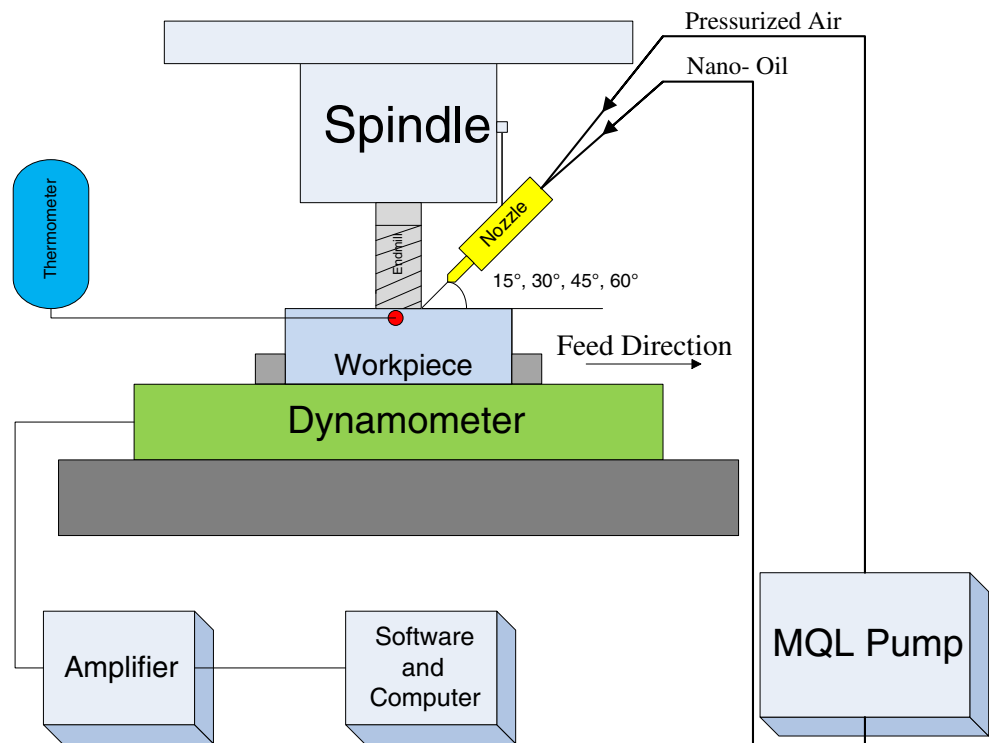 Pressurized Air
Nano- Oil
Spindle
Thermometer
Endmill
Nozzle
15°, 30°, 45°, 60°
Workpiece
Feed Direction
Dynamometer
Amplifier
Software
and
Computer
MQL Pump